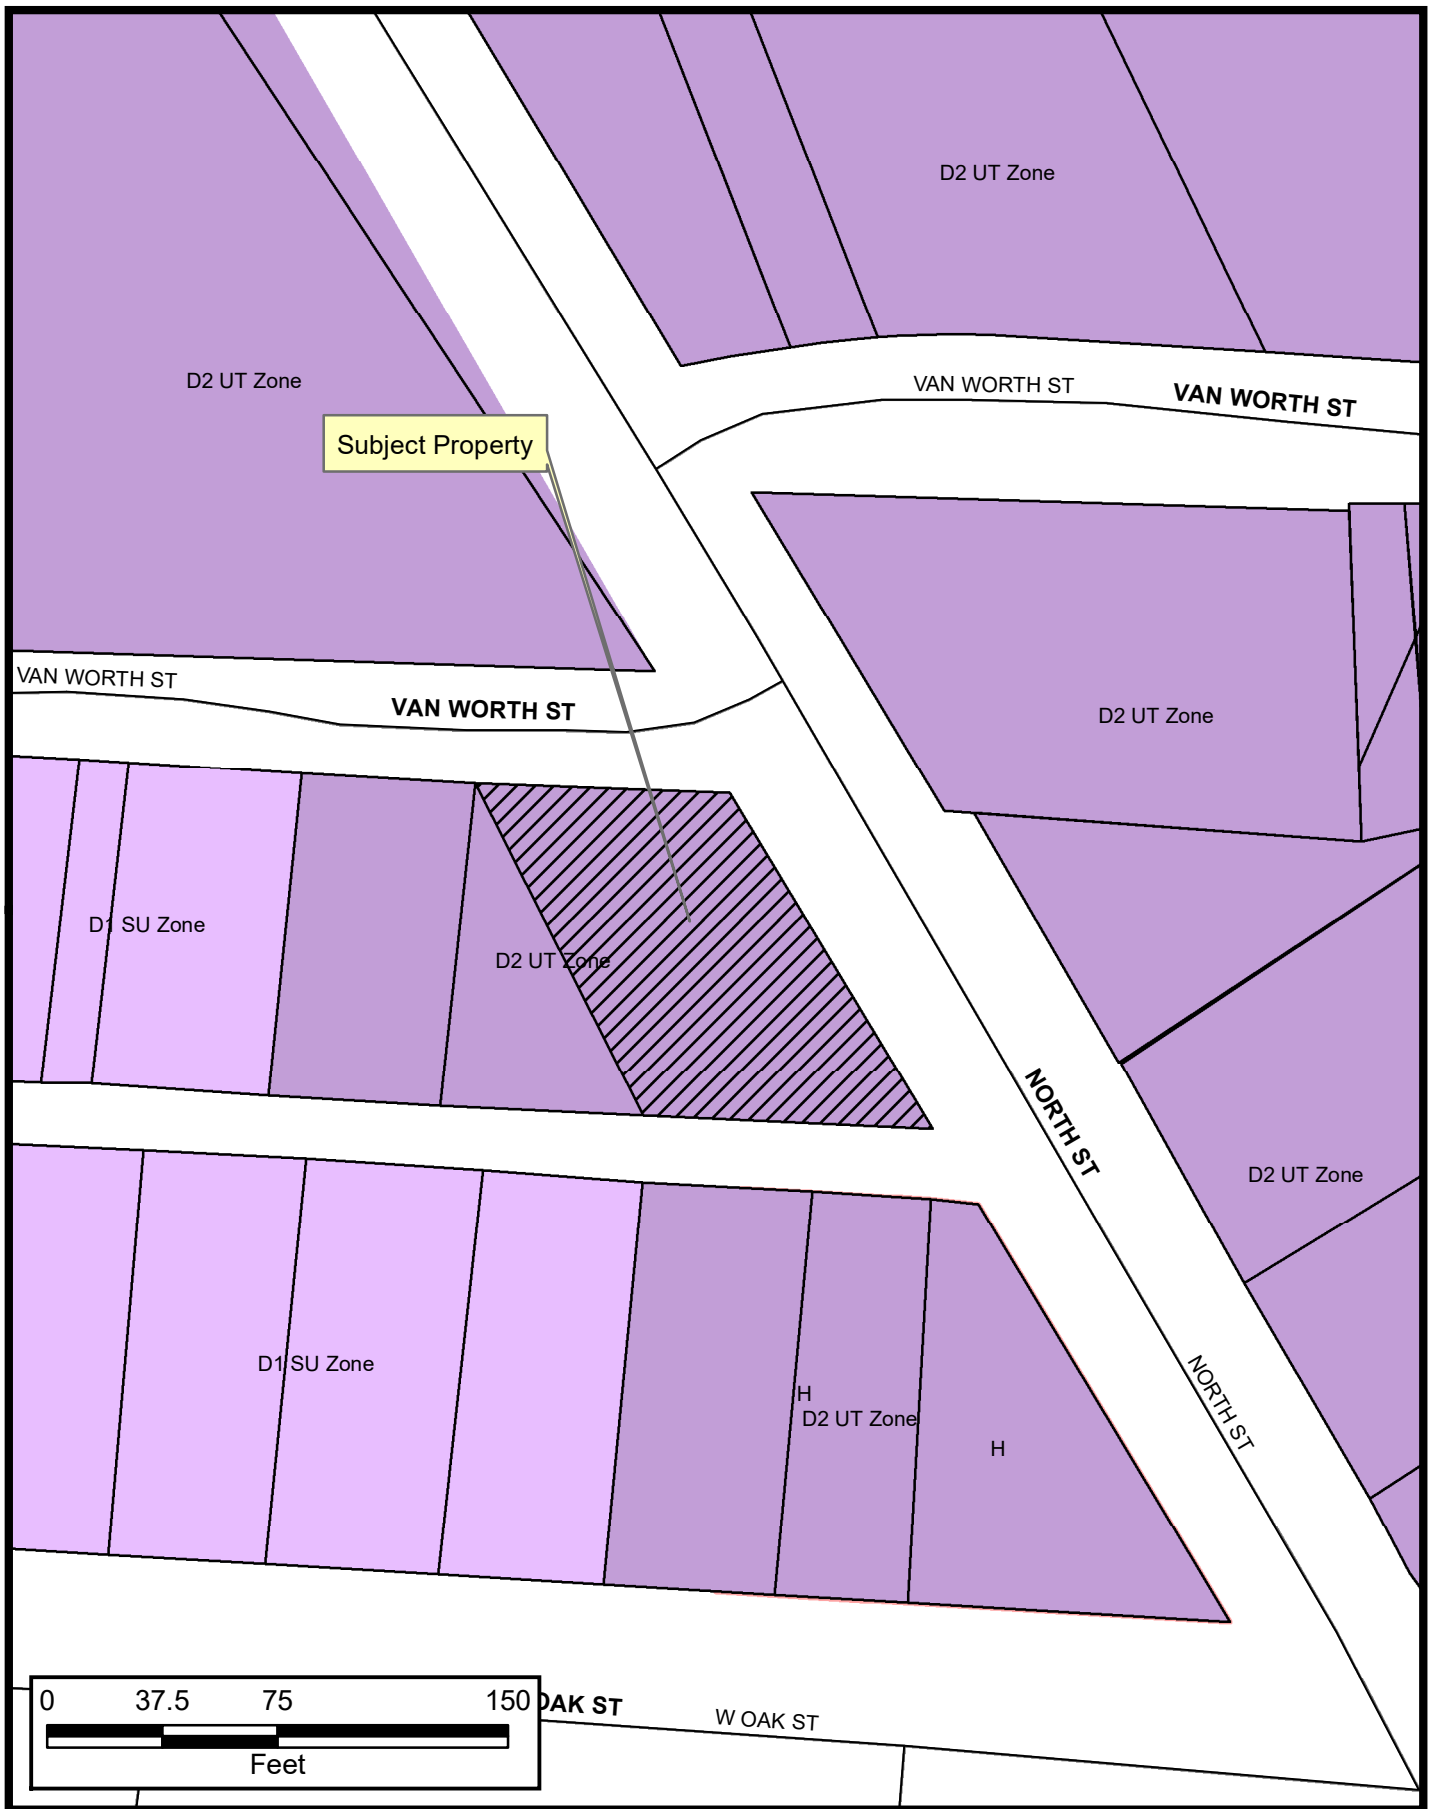 D2 UT Zone
D2 UT Zone
VAN WORTH ST
VAN WORTH ST
Subject Property
VAN WORTH ST
VAN WORTH ST
D2 UT Zone
D1 SU Zone
D2 UT Zone
NORTH ST
D2 UT Zone
D1 SU Zone
H
D2 UT Zone
H
NORTH ST
0 37.5 75 150
OAK ST
W OAK ST
Feet